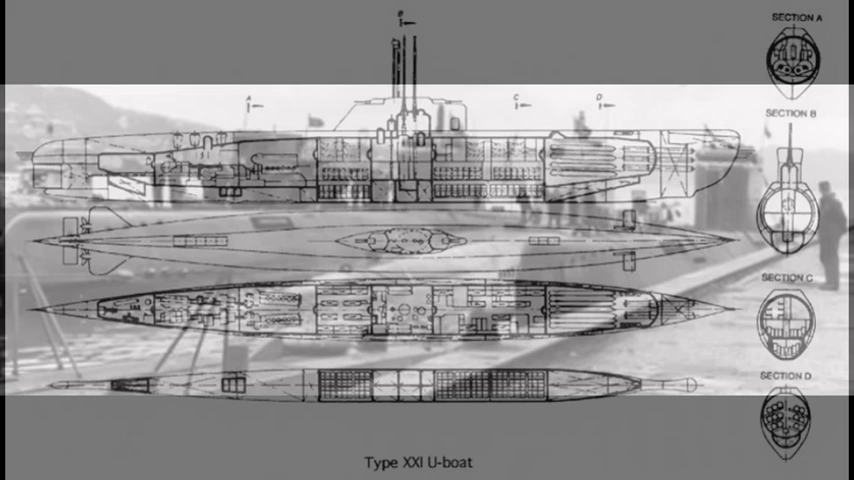 B
SECTION A
A
C
D
SECTION B
SECTION C
SECTION D
Type XXI U-boat